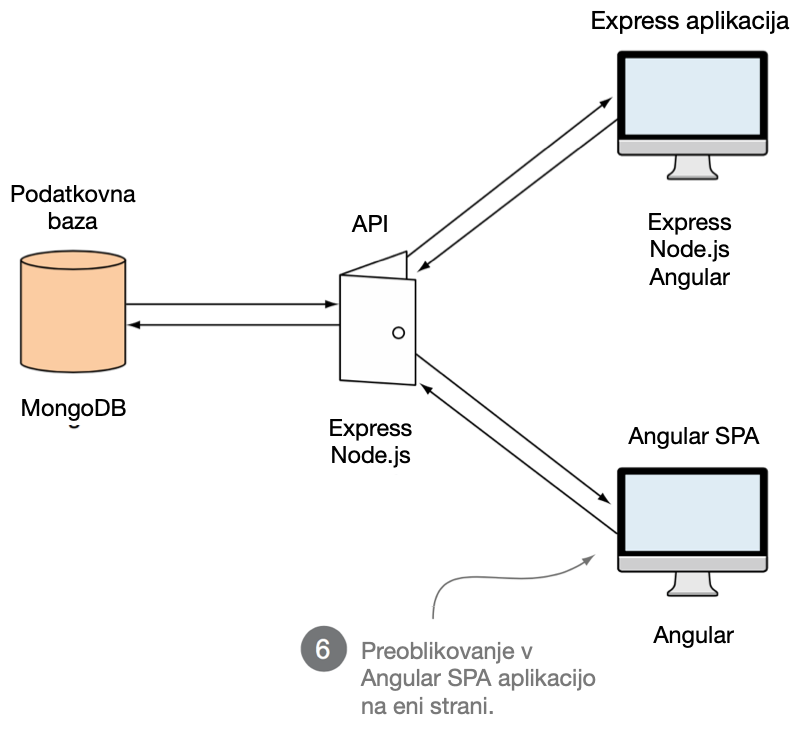 Express aplikacija
Podatkovna
baza
API
Express
Node.js
Angular
MongoDB
Express
Node.js
Angular SPA
Angular
6
Preoblikovanje v
Angular SPA aplikacijo
na eni strani.